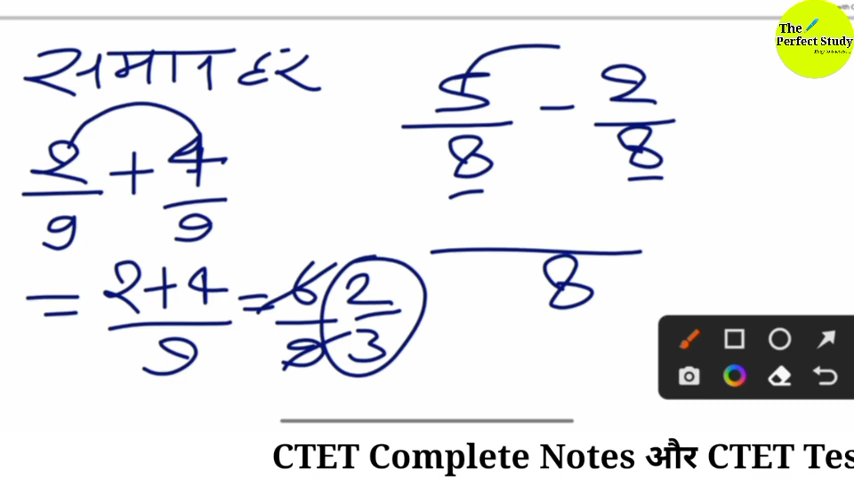 The
Perfect Study
समान हर
2/9 + 4/9
5/8 - 2/8
= 2+4/9 = 6/9 2/3
8
CTET Complete Notes और CTET Tes